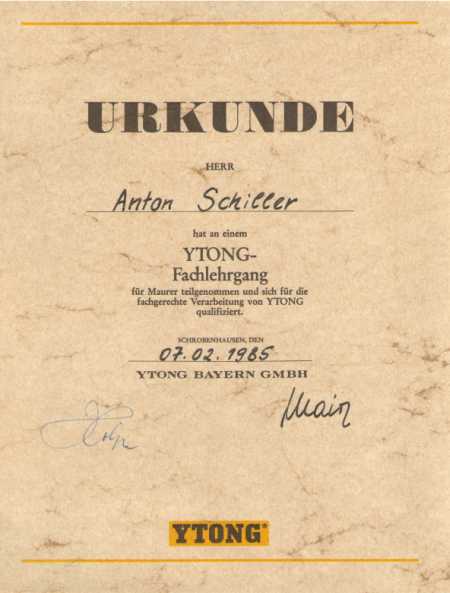 URKUNDE
HERR
Anton Schiller
hat an einem
YTONG-
Fachlehrgang
für Maurer teilgenommen und sich für die
fachgerechte Verarbeitung von YTONG
qualifiziert.
SCHROBENHAUSEN, DEN
07.02.1985
YTONG BAYERN GMBH
YTONG®